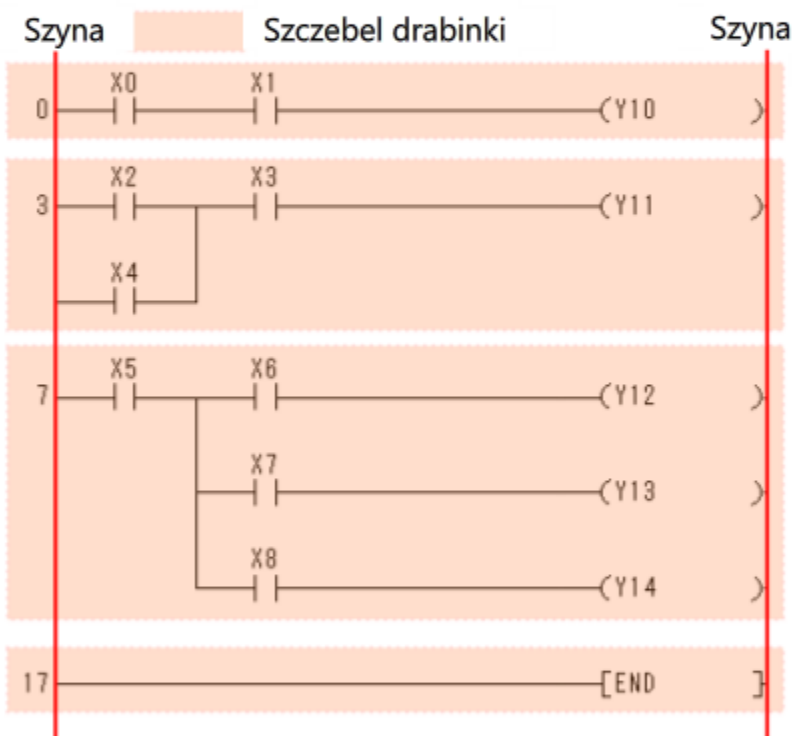 Szyna Szczebel drabinki Szyna
X0 X1
0 (Y10 )
X2 X3
3 (Y11 )
X4
X5 X6
7 (Y12 )
X7
(Y13 )
X8
(Y14 )
17 [END ]